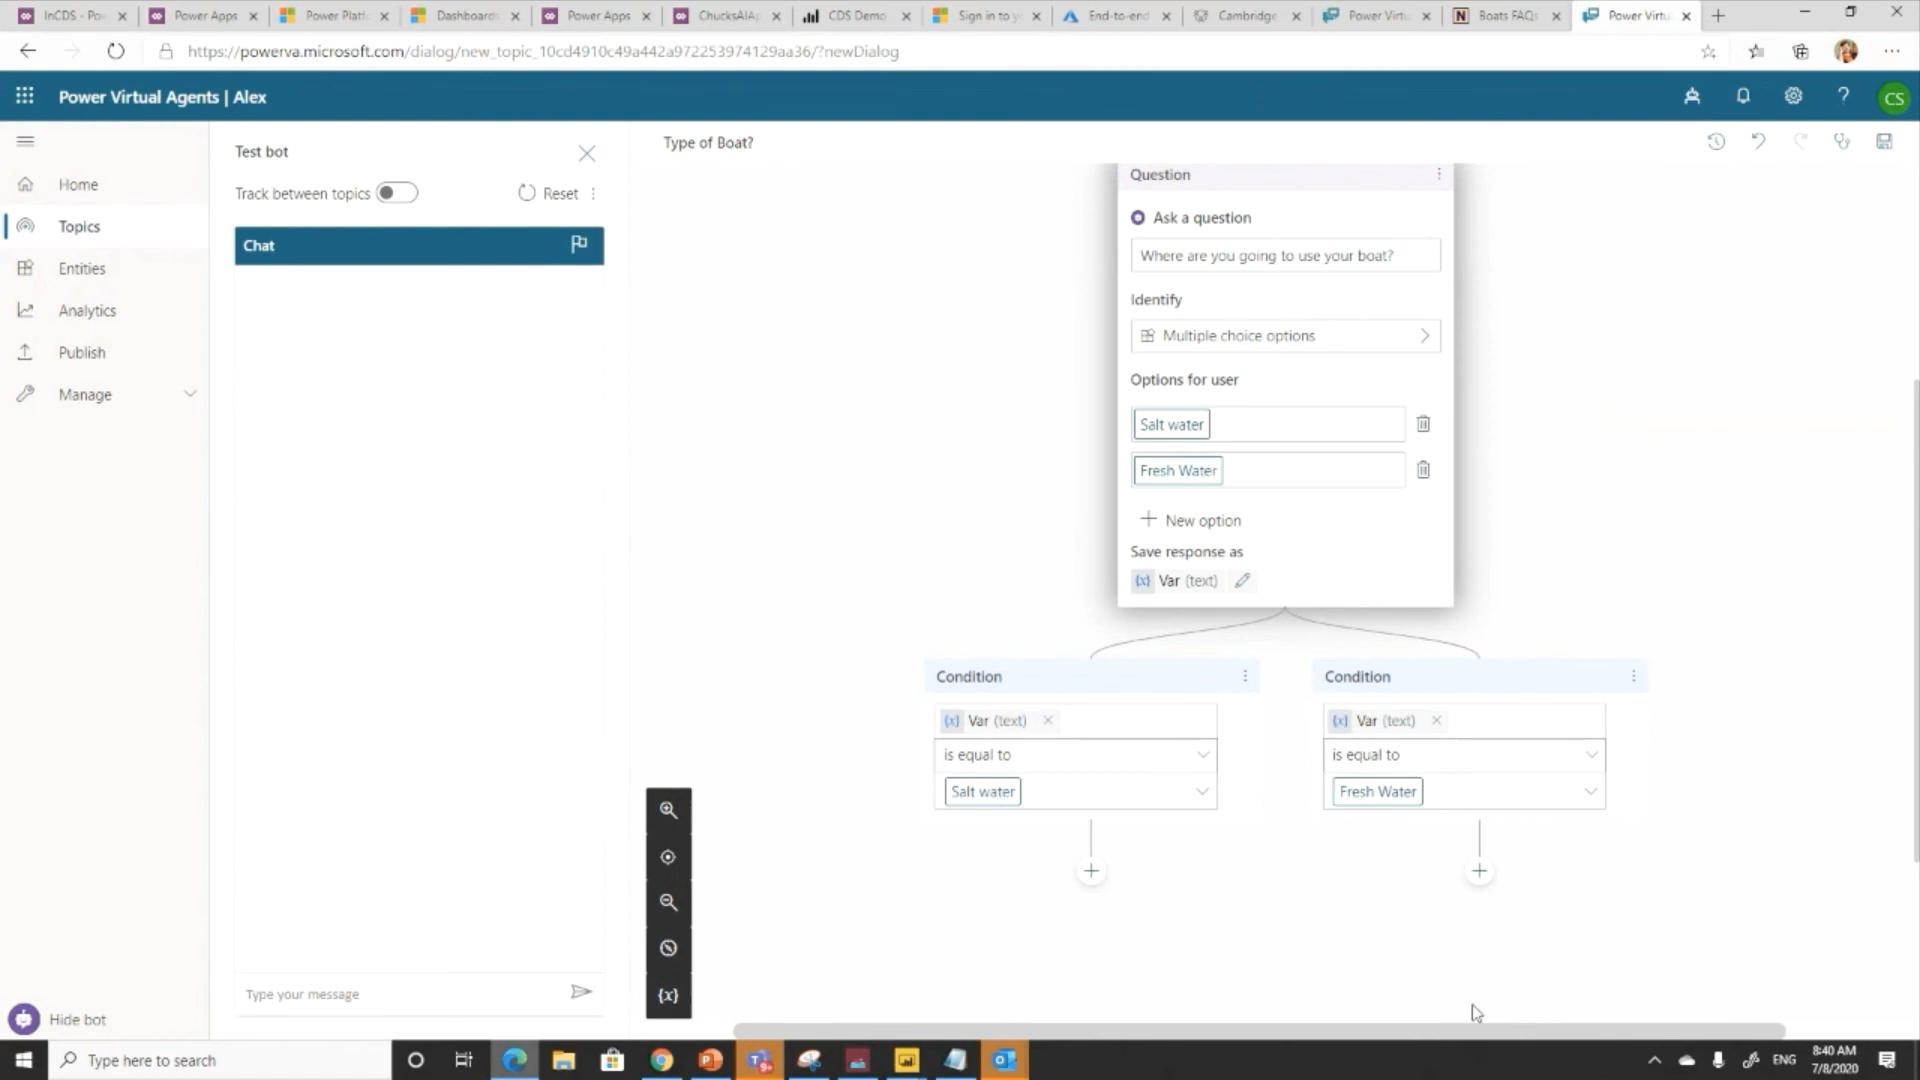 InCDS - Po
Power Apps
Power Platf
Dashboards
Power Apps
ChucksAIAp
CDS Demo
Sign in to y
End-to-end
Cambridge
Power Virtu
Boats FAQs
Power Virtu
https://powerva.microsoft.com/dialog/new_topic_10cd4910c49a442a972253974129aa36/?newDialog
Power Virtual Agents | Alex
? CS
Home
Topics
Entities
Analytics
Publish
Manage
Hide bot
Test bot
Track between topics
Reset
Chat
Type your message
Type of Boat?
Question
Ask a question
Where are you going to use your boat?
Identify
Multiple choice options
Options for user
Salt water
Fresh Water
New option
Save response as
{x} Var (text)
Condition
{x} Var (text)
is equal to
Salt water
Condition
{x} Var (text)
is equal to
Fresh Water
{x}
Type here to search
ENG
8:40 AM
7/8/2020